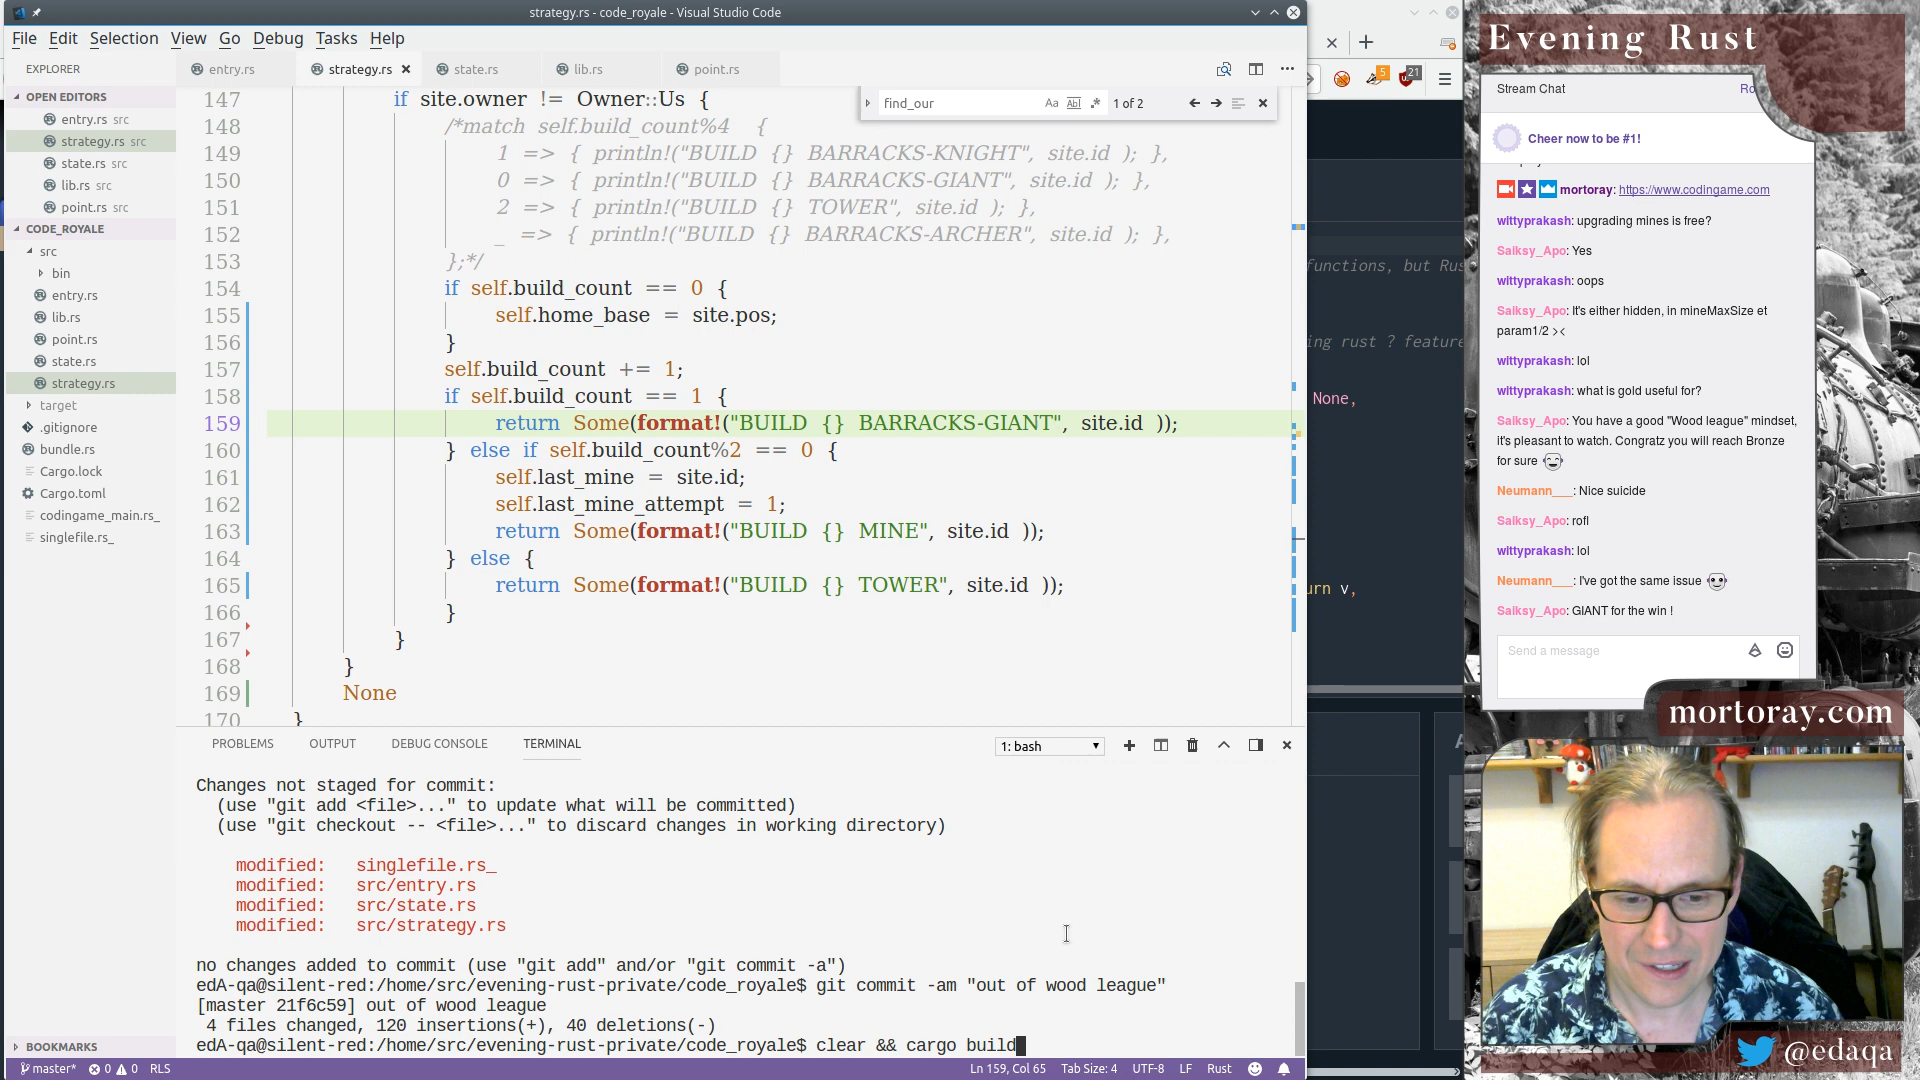 strategy.rs - code_royale - Visual Studio Code
File Edit Selection View Go Debug Tasks Help
EXPLORER
OPEN EDITORS
entry.rs src
strategy.rs src
state.rs src
lib.rs src
point.rs src
CODE_ROYALE
src
bin
entry.rs
lib.rs
point.rs
state.rs
strategy.rs
target
.gitignore
bundle.rs
Cargo.lock
Cargo.toml
codingame_main.rs_
singlefile.rs_
BOOKMARKS
entry.rs strategy.rs state.rs lib.rs point.rs
find_our Aa Abl .* 1 of 2
147 if site.owner != Owner::Us {
148 /*match self.build_count%4 {
149 1 => { println!("BUILD {} BARRACKS-KNIGHT", site.id ); },
150 0 => { println!("BUILD {} BARRACKS-GIANT", site.id ); },
151 2 => { println!("BUILD {} TOWER", site.id ); },
152 _ => { println!("BUILD {} BARRACKS-ARCHER", site.id ); },
153 };*/
154 if self.build_count == 0 {
155 self.home_base = site.pos;
156 }
157 self.build_count += 1;
158 if self.build_count == 1 {
159 return Some(format!("BUILD {} BARRACKS-GIANT", site.id ));
160 } else if self.build_count%2 == 0 {
161 self.last_mine = site.id;
162 self.last_mine_attempt = 1;
163 return Some(format!("BUILD {} MINE", site.id ));
164 } else {
165 return Some(format!("BUILD {} TOWER", site.id ));
166 }
167 }
168 }
169 None
170 }
PROBLEMS OUTPUT DEBUG CONSOLE TERMINAL
1: bash
Changes not staged for commit:
(use "git add <file>..." to update what will be committed)
(use "git checkout -- <file>..." to discard changes in working directory)
modified: singlefile.rs_
modified: src/entry.rs
modified: src/state.rs
modified: src/strategy.rs
no changes added to commit (use "git add" and/or "git commit -a")
edA-qa@silent-red:/home/src/evening-rust-private/code_royale$ git commit -am "out of wood league"
[master 21f6c59] out of wood league
4 files changed, 120 insertions(+), 40 deletions(-)
edA-qa@silent-red:/home/src/evening-rust-private/code_royale$ clear && cargo build
master* 0 0 RLS
Ln 159, Col 65 Tab Size: 4 UTF-8 LF Rust
5 21
functions, but Rus
ing rust ? feature
None,
urn v,
Evening Rust
Stream Chat Ro
Cheer now to be #1!
mortoray: https://www.codingame.com
wittyprakash: upgrading mines is free?
Saiksy_Apo: Yes
wittyprakash: oops
Saiksy_Apo: It's either hidden, in mineMaxSize et
param1/2 ><
wittyprakash: lol
wittyprakash: what is gold useful for?
Saiksy_Apo: You have a good "Wood league" mindset,
it's pleasant to watch. Congratz you will reach Bronze
for sure
Neumann___: Nice suicide
Saiksy_Apo: rofl
wittyprakash: lol
Neumann___: I've got the same issue
Saiksy_Apo: GIANT for the win !
Send a message
mortoray.com
@edaqa